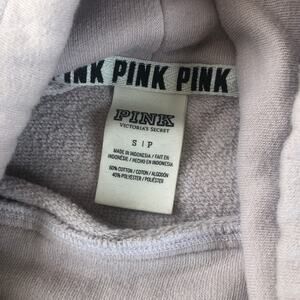 PINK PINK PINK
PINK
VICTORIA'S SECRET
S | P
MADE IN INDONESIA / FAIT EN
INDONÉSIE / HECHO EN INDONESIA
60% COTTON / COTON / ALGODÓN
40% POLYESTER / POLIÉSTER